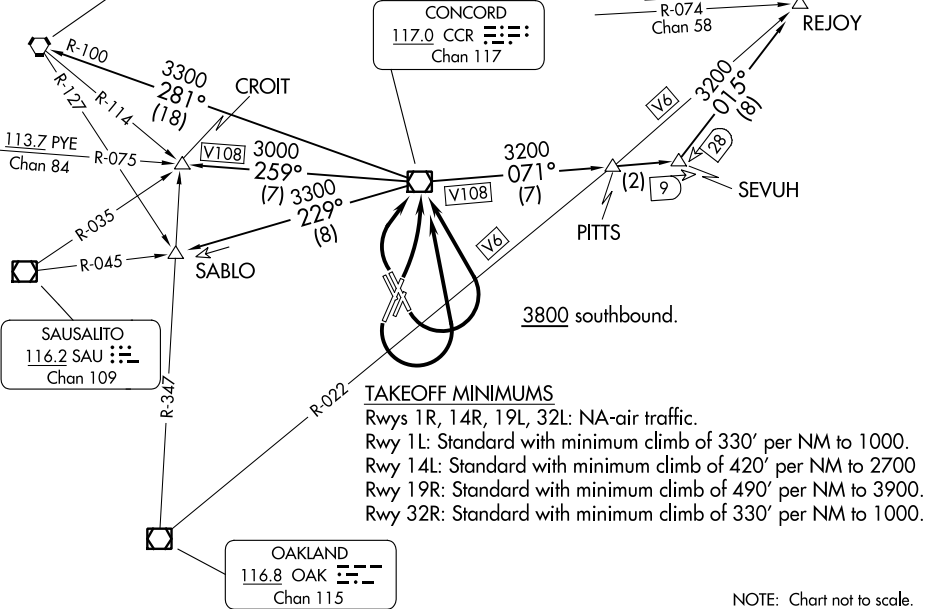 CONCORD
117.0 CCR
Chan 117
R-074
Chan 58
REJOY
R-100
R-127
R-114
3300
281°
(18)
CROIT
113.7 PYE
Chan 84
R-075
V108
3000
259°
(7)
3300
229°
(8)
V108
3200
071°
(7)
V6
3200
015°
(8)
28
(2)
9
SEVUH
PITTS
V6
R-035
R-045
SABLO
SAUSALITO
116.2 SAU
Chan 109
3800 southbound.
R-347
R-022
TAKEOFF MINIMUMS
Rwys 1R, 14R, 19L, 32L: NA-air traffic.
Rwy 1L: Standard with minimum climb of 330' per NM to 1000.
Rwy 14L: Standard with minimum climb of 420' per NM to 2700
Rwy 19R: Standard with minimum climb of 490' per NM to 3900.
Rwy 32R: Standard with minimum climb of 330' per NM to 1000.
OAKLAND
116.8 OAK
Chan 115
NOTE: Chart not to scale.